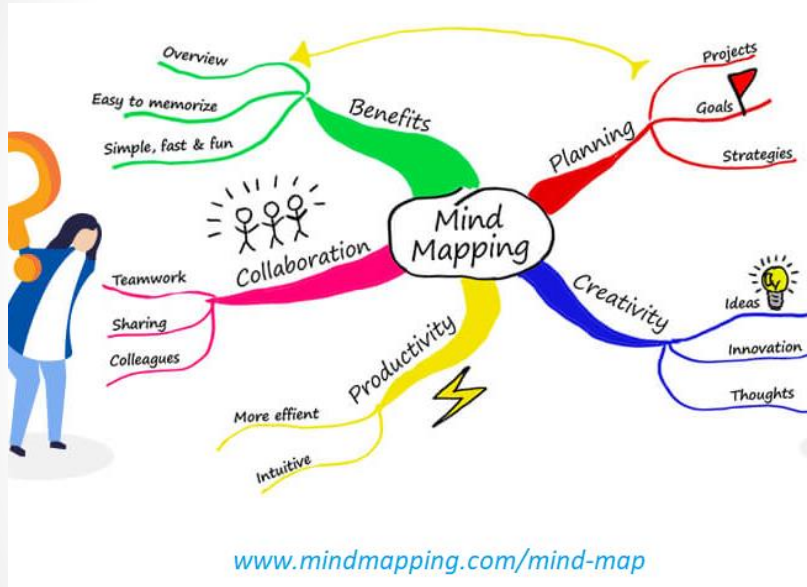 Overview
Easy to memorize
Simple, fast & fun
Benefits
Projects
Goals
Strategies
Planning
Mind
Mapping
Collaboration
Teamwork
Sharing
Colleagues
Creativity
Ideas
Innovation
Thoughts
Productivity
More effient
Intuitive
www.mindmapping.com/mind-map